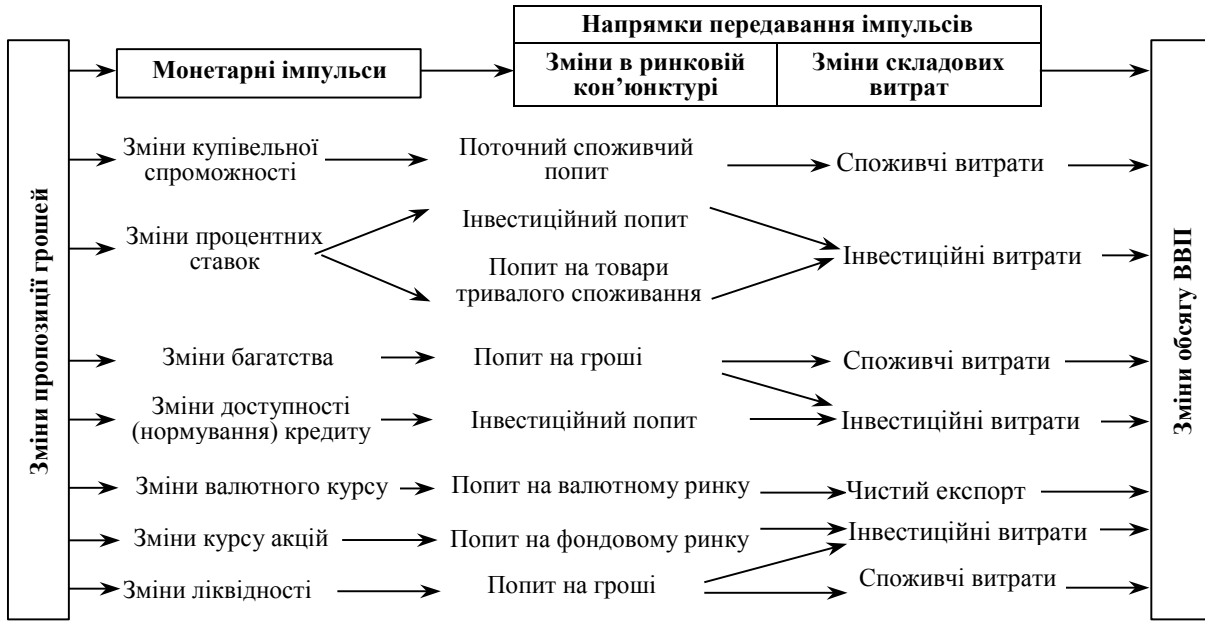 Напрямки передавання імпульсів
Монетарні імпульси
Зміни в ринковій
кон’юнктурі
Зміни складових
витрат
Зміни пропозиції грошей
Зміни купівельної
спроможності
Поточний споживчий
попит
Споживчі витрати
Зміни процентних
ставок
Інвестиційний попит
Попит на товари
тривалого споживання
Інвестиційні витрати
Зміни багатства
Попит на гроші
Споживчі витрати
Зміни доступності
(нормування) кредиту
Інвестиційний попит
Інвестиційні витрати
Зміни валютного курсу
Попит на валютному ринку
Чистий експорт
Зміни курсу акцій
Попит на фондовому ринку
Інвестиційні витрати
Зміни ліквідності
Попит на гроші
Споживчі витрати
Зміни обсягу ВВП